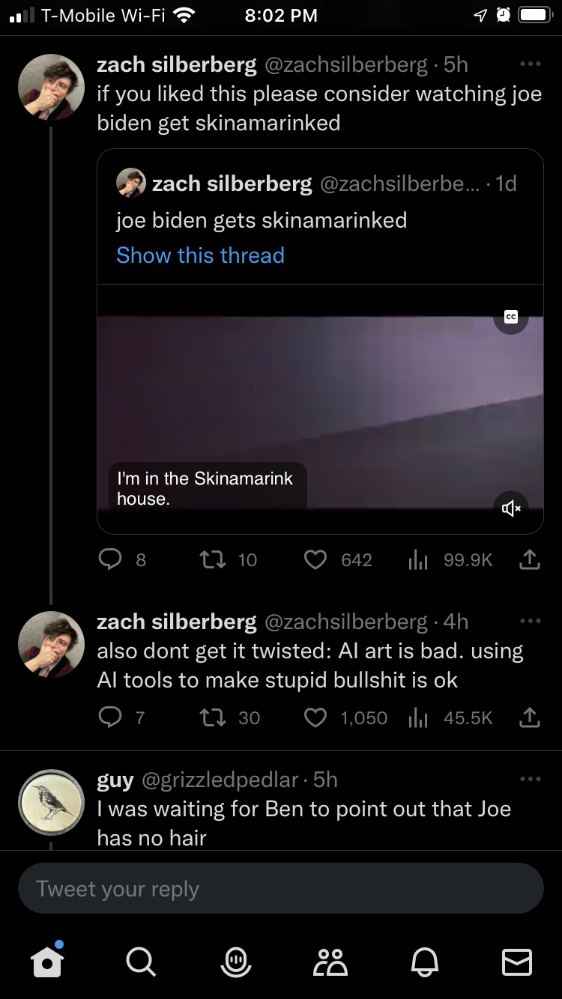 T-Mobile Wi-Fi 8:02 PM
zach silberberg @zachsilberberg · 5h
if you liked this please consider watching joe
biden get skinamarinked
zach silberberg @zachsilberbe... · 1d
joe biden gets skinamarinked
Show this thread
CC
I'm in the Skinamarink
house.
8 10 642 99.9K
zach silberberg @zachsilberberg · 4h
also dont get it twisted: AI art is bad. using
AI tools to make stupid bullshit is ok
7 30 1,050 45.5K
guy @grizzledpedlar · 5h
I was waiting for Ben to point out that Joe
has no hair
Tweet your reply